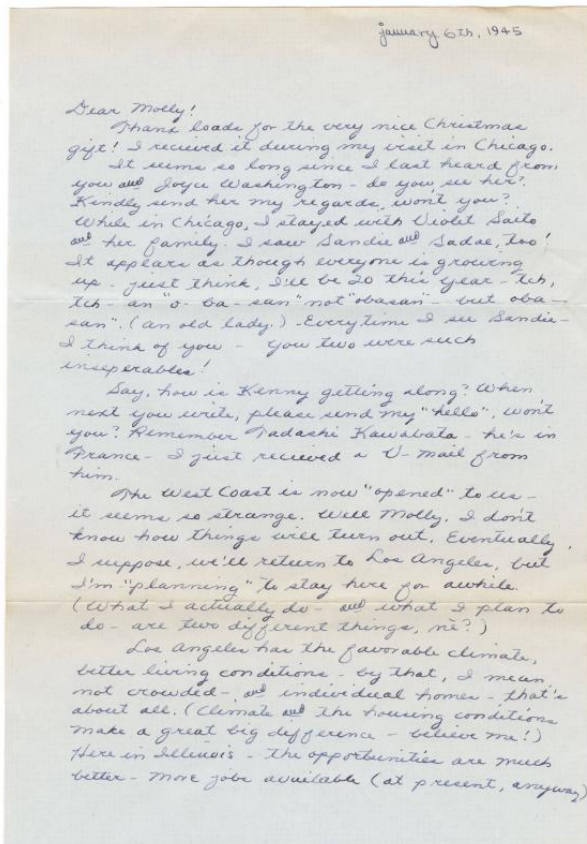 january 6th, 1945
Dear Molly!
Thank loads for the very nice Christmas
gift! I recieved it during my visit in Chicago.
It seems so long since I last heard from
you and Joyce Washington - do you see her?
Kindly send her my regards, won't you?
While in Chicago, I stayed with Violet Saito
and her family. I saw Sandie and Sadae, too!
It appears as though everyone is growing
up - just think, I'll be 20 this year - tch,
tch - an "o-ba-san" not "obasan" - but oba-
san". (an old lady.) Everytime I see Sandie -
I think of you - you two were such
inseperables!
Say, how is Kenny getting along? When
next you write, please send my "hello", won't
you? Remember Tadashi Kawabata - he's in
France - I just recieved a V-mail from
him.
The West Coast is now "opened" to us -
it seems so strange. Well Molly, I don't
know how things will turn out. Eventually,
I suppose, we'll return to Los Angeles, but
I'm "planning" to stay here for awhile.
(What I actually do - and what I plan to
do - are two different things, nē?)
Los Angeles has the favorable climate,
better living conditions - by that, I mean
not crowded - and individual homes - that's
about all. (Climate and the housing conditions
make a great big difference - believe me!)
Here in Illinois - the opportunities are much
better - more jobs available (at present, anyway)